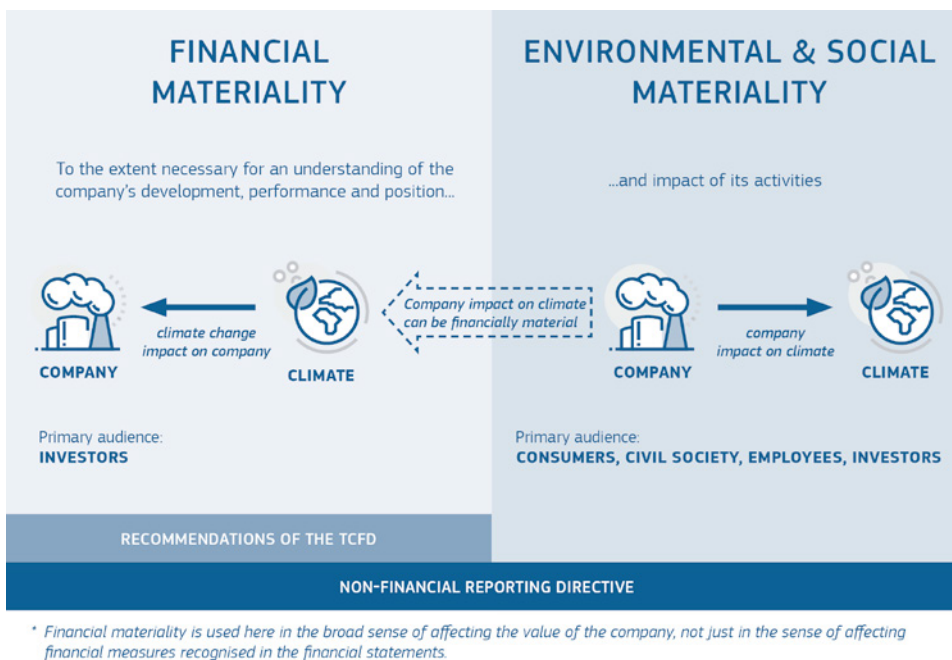 FINANCIAL
MATERIALITY
To the extent necessary for an understanding of the
company's development, performance and position...
climate change
impact on company
COMPANY
CLIMATE
Primary audience:
INVESTORS
RECOMMENDATIONS OF THE TCFD
Company impact on climate
can be financially material
ENVIRONMENTAL & SOCIAL
MATERIALITY
...and impact of its activities
company
impact on climate
COMPANY
CLIMATE
Primary audience:
CONSUMERS, CIVIL SOCIETY, EMPLOYEES, INVESTORS
NON-FINANCIAL REPORTING DIRECTIVE
* Financial materiality is used here in the broad sense of affecting the value of the company, not just in the sense of affecting
financial measures recognised in the financial statements.